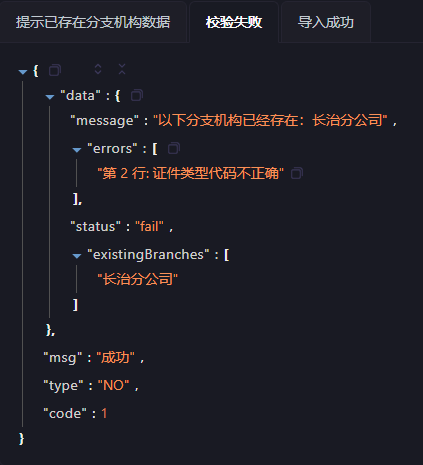 提示已存在分支机构数据 校验失败 导入成功
{
"data" : {
"message" : "以下分支机构已经存在：长治分公司" ,
"errors" : [
"第 2 行: 证件类型代码不正确"
],
"status" : "fail" ,
"existingBranches" : [
"长治分公司"
]
},
"msg" : "成功" ,
"type" : "NO" ,
"code" : 1
}